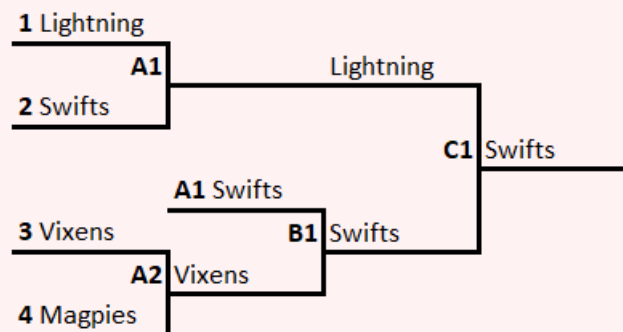 1 Lightning
A1
Lightning
2 Swifts
C1 Swifts
A1 Swifts
3 Vixens
B1 Swifts
A2 Vixens
4 Magpies